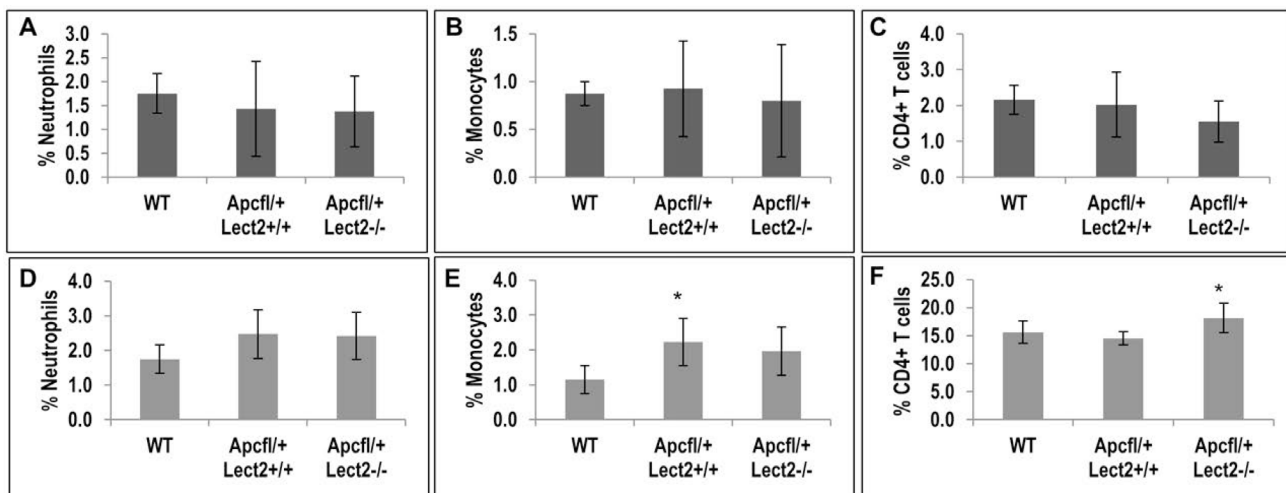 A
% Neutrophils
3.0
2.5
2.0
1.5
1.0
0.5
0.0
WT
Apcfl/+
Lect2+/+
Apcfl/+
Lect2-/-
B
% Monocytes
1.5
1.0
0.5
0.0
WT
Apcfl/+
Lect2+/+
Apcfl/+
Lect2-/-
C
% CD4+ T cells
4.0
3.0
2.0
1.0
0.0
WT
Apcfl/+
Lect2+/+
Apcfl/+
Lect2-/-
D
% Neutrophils
4.0
3.0
2.0
1.0
0.0
WT
Apcfl/+
Lect2+/+
Apcfl/+
Lect2-/-
E
% Monocytes
4.0
3.0
2.0
1.0
0.0
*
WT
Apcfl/+
Lect2+/+
Apcfl/+
Lect2-/-
F
% CD4+ T cells
25.0
20.0
15.0
10.0
5.0
0.0
*
WT
Apcfl/+
Lect2+/+
Apcfl/+
Lect2-/-